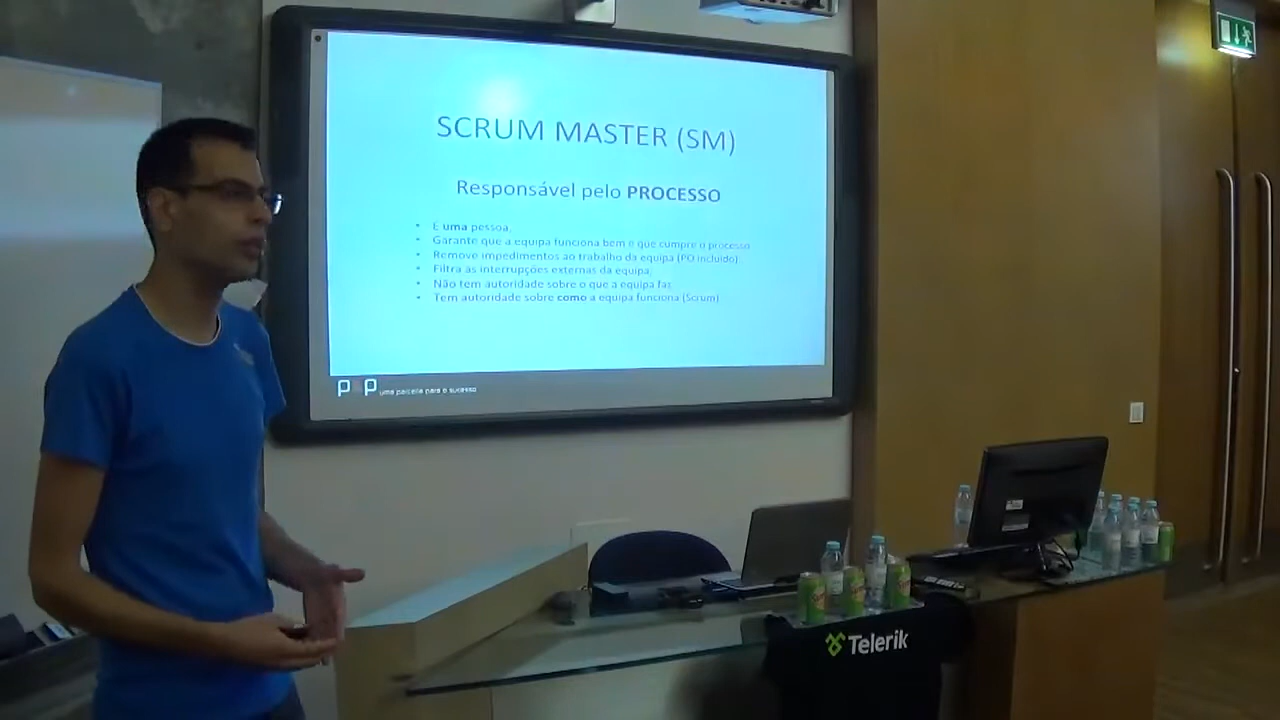 SCRUM MASTER (SM)
Responsável pelo PROCESSO
• É uma pessoa;
• Garante que a equipa funciona bem e que cumpre o processo
• Remove impedimentos ao trabalho da equipa (PO incluído);
• Filtra as interrupções externas da equipa;
• Não tem autoridade sobre o que a equipa faz
• Tem autoridade sobre como a equipa funciona (Scrum)
uma parceria para o sucesso
Telerik